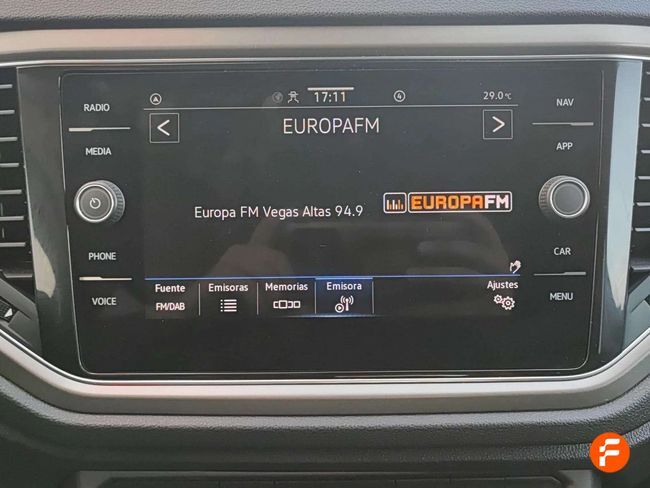 RADIO
MEDIA
PHONE
VOICE
17:11
4
29.0°C
EUROPAFM
Europa FM Vegas Altas 94.9
EUROPAFM
Fuente
FM/DAB
Emisoras
Memorias
Emisora
Ajustes
NAV
APP
CAR
MENU